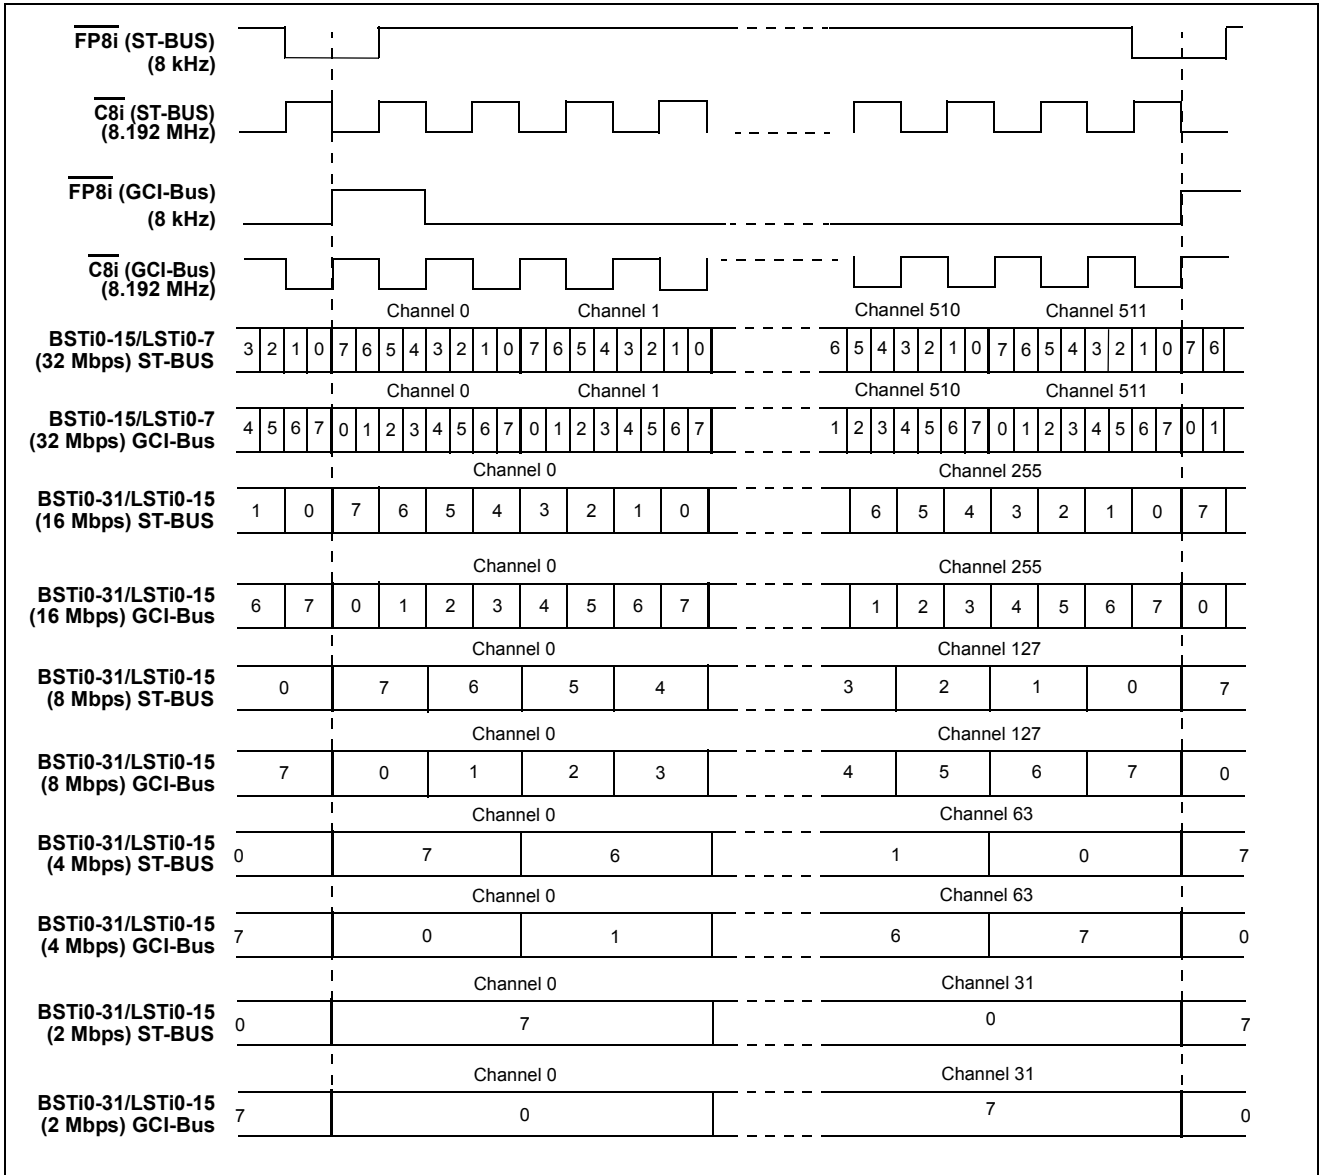 FP8i (ST-BUS)
(8 kHz)
C8i (ST-BUS)
(8.192 MHz)
FP8i (GCI-Bus)
(8 kHz)
C8i (GCI-Bus)
(8.192 MHz)
Channel 0 Channel 1 Channel 510 Channel 511
BSTi0-15/LSTi0-7
(32 Mbps) ST-BUS
3 2 1 0 7 6 5 4 3 2 1 0 7 6 5 4 3 2 1 0 6 5 4 3 2 1 0 7 6 5 4 3 2 1 0 7 6
Channel 0 Channel 1 Channel 510 Channel 511
BSTi0-15/LSTi0-7
(32 Mbps) GCI-Bus
4 5 6 7 0 1 2 3 4 5 6 7 0 1 2 3 4 5 6 7 1 2 3 4 5 6 7 0 1 2 3 4 5 6 7 0 1
Channel 0 Channel 255
BSTi0-31/LSTi0-15
(16 Mbps) ST-BUS
1 0 7 6 5 4 3 2 1 0 6 5 4 3 2 1 0 7
Channel 0 Channel 255
BSTi0-31/LSTi0-15
(16 Mbps) GCI-Bus
6 7 0 1 2 3 4 5 6 7 1 2 3 4 5 6 7 0
Channel 0 Channel 127
BSTi0-31/LSTi0-15
(8 Mbps) ST-BUS
0 7 6 5 4 3 2 1 0 7
Channel 0 Channel 127
BSTi0-31/LSTi0-15
(8 Mbps) GCI-Bus
7 0 1 2 3 4 5 6 7 0
Channel 0 Channel 63
BSTi0-31/LSTi0-15
(4 Mbps) ST-BUS
0 7 6 1 0 7
Channel 0 Channel 63
BSTi0-31/LSTi0-15
(4 Mbps) GCI-Bus
7 0 1 6 7 0
Channel 0 Channel 31
BSTi0-31/LSTi0-15
(2 Mbps) ST-BUS
0 7 0 7
Channel 0 Channel 31
BSTi0-31/LSTi0-15
(2 Mbps) GCI-Bus
7 0 7 0